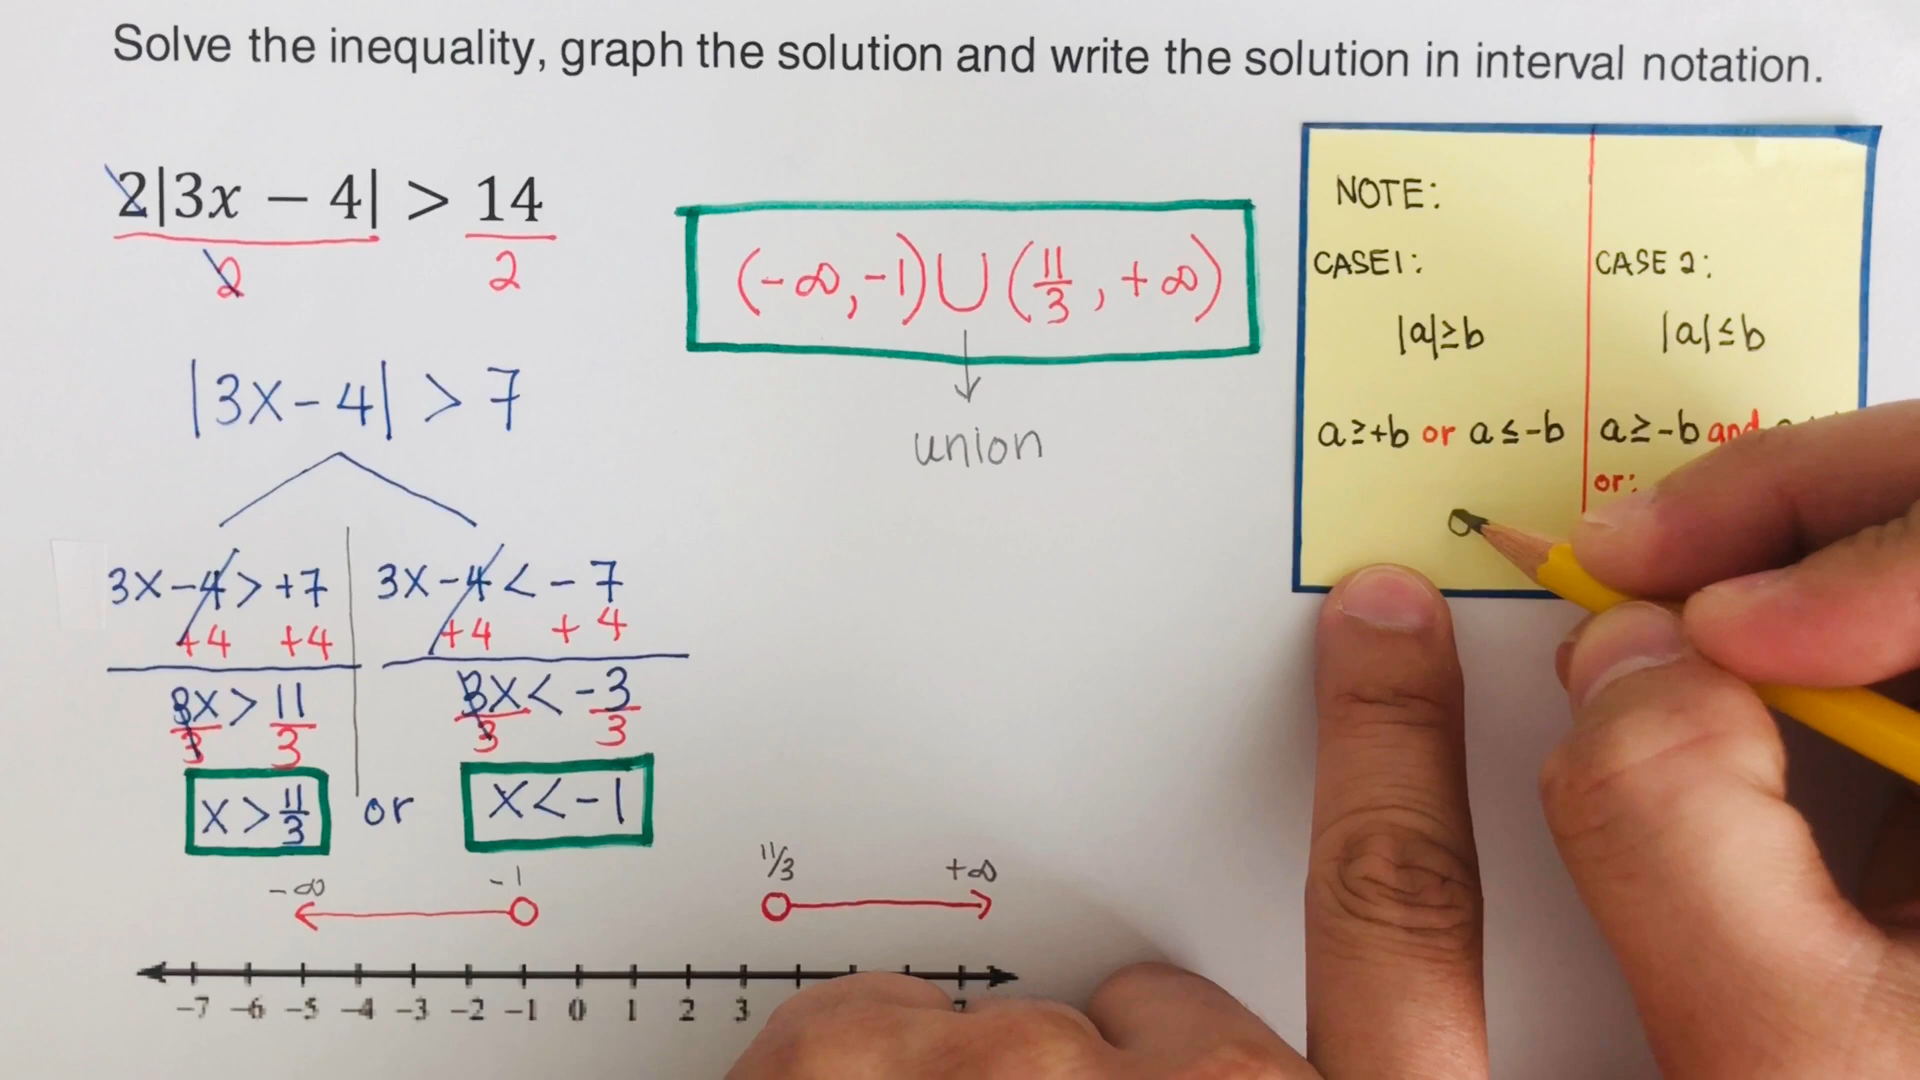 Solve the inequality, graph the solution and write the solution in interval notation.
2|3x − 4| > 14
2 2
|3x-4| > 7
3x-4 > +7
+4 +4
3x > 11
3 3
x > 11/3
or
3x-4 < -7
+4 +4
3x < -3
3 3
x < -1
(-∞,-1)∪(11/3, +∞)
union
-∞ -1 11/3 +∞
-7 -6 -5 -4 -3 -2 -1 0 1 2 3
NOTE:
CASE1:
|a|≥b
a≥+b or a≤-b
CASE 2:
|a|≤b
a≥-b and
or: